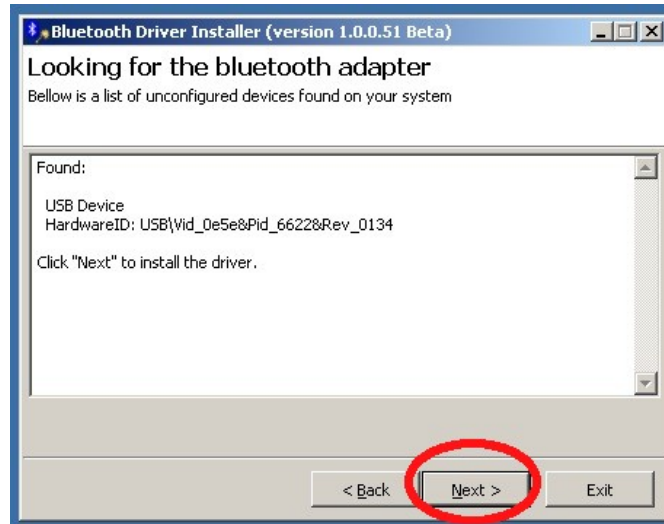 Bluetooth Driver Installer (version 1.0.0.51 Beta)
Looking for the bluetooth adapter
Bellow is a list of unconfigured devices found on your system
Found:
USB Device
HardwareID: USB\Vid_0e5e&Pid_6622&Rev_0134
Click "Next" to install the driver.
< Back Next > Exit